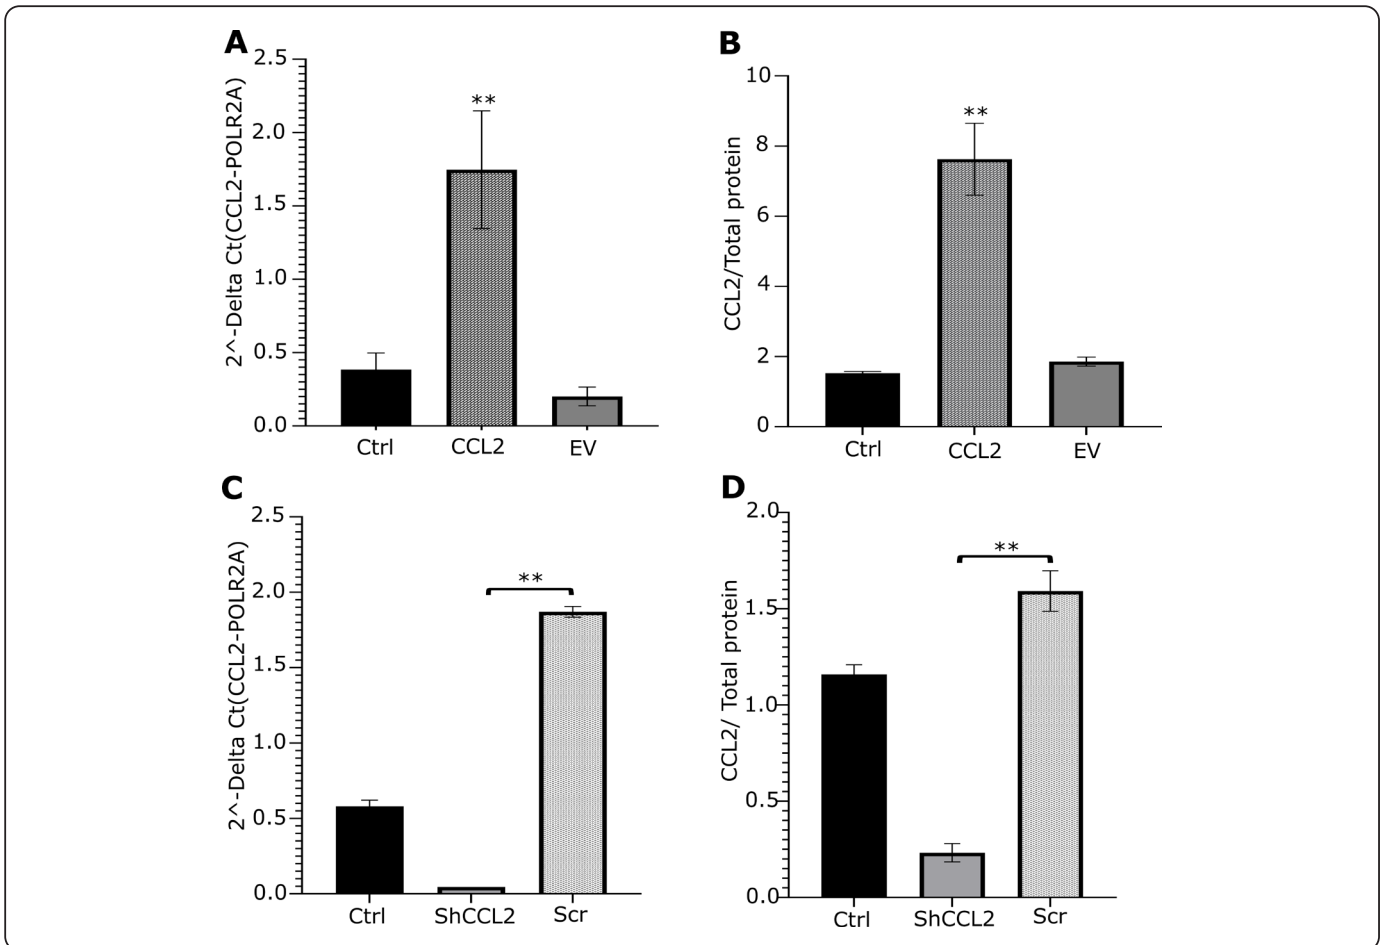 A
2^-Delta Ct(CCL2-POLR2A)
2.5
2.0
1.5
1.0
0.5
0.0
**
Ctrl CCL2 EV
B
CCL2/Total protein
10
8
6
4
2
0
**
Ctrl CCL2 EV
C
2^-Delta Ct(CCL2-POLR2A)
2.5
2.0
1.5
1.0
0.5
0.0
**
Ctrl ShCCL2 Scr
D
CCL2/ Total protein
2.0
1.5
1.0
0.5
0.0
**
Ctrl ShCCL2 Scr